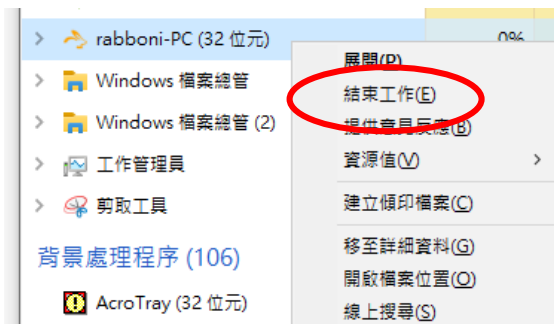 rabboni-PC (32 位元)
0%
Windows 檔案總管
Windows 檔案總管 (2)
工作管理員
剪取工具
背景處理程序 (106)
AcroTray (32 位元)
展開(P)
結束工作(E)
提供意見反應(B)
資源值(V)
建立傾印檔案(C)
移至詳細資料(G)
開啟檔案位置(O)
線上搜尋(S)